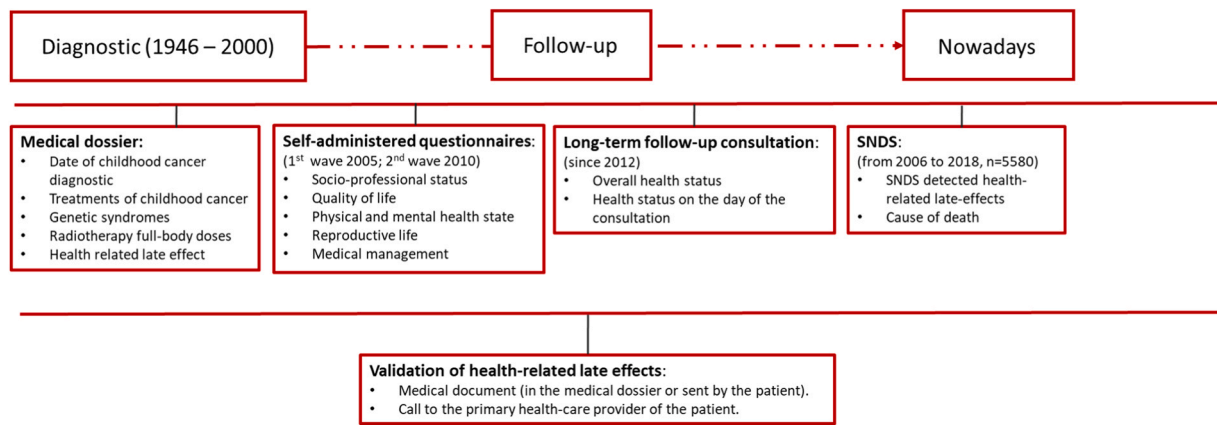 Diagnostic (1946 – 2000)
Follow-up
Nowadays
Medical dossier:
• Date of childhood cancer
diagnostic
• Treatments of childhood cancer
• Genetic syndromes
• Radiotherapy full-body doses
• Health related late effect
Self-administered questionnaires:
(1st wave 2005; 2nd wave 2010)
• Socio-professional status
• Quality of life
• Physical and mental health state
• Reproductive life
• Medical management
Long-term follow-up consultation:
(since 2012)
• Overall health status
• Health status on the day of the
consultation
SNDS:
(from 2006 to 2018, n=5580)
• SNDS detected health-
related late-effects
• Cause of death
Validation of health-related late effects:
• Medical document (in the medical dossier or sent by the patient).
• Call to the primary health-care provider of the patient.